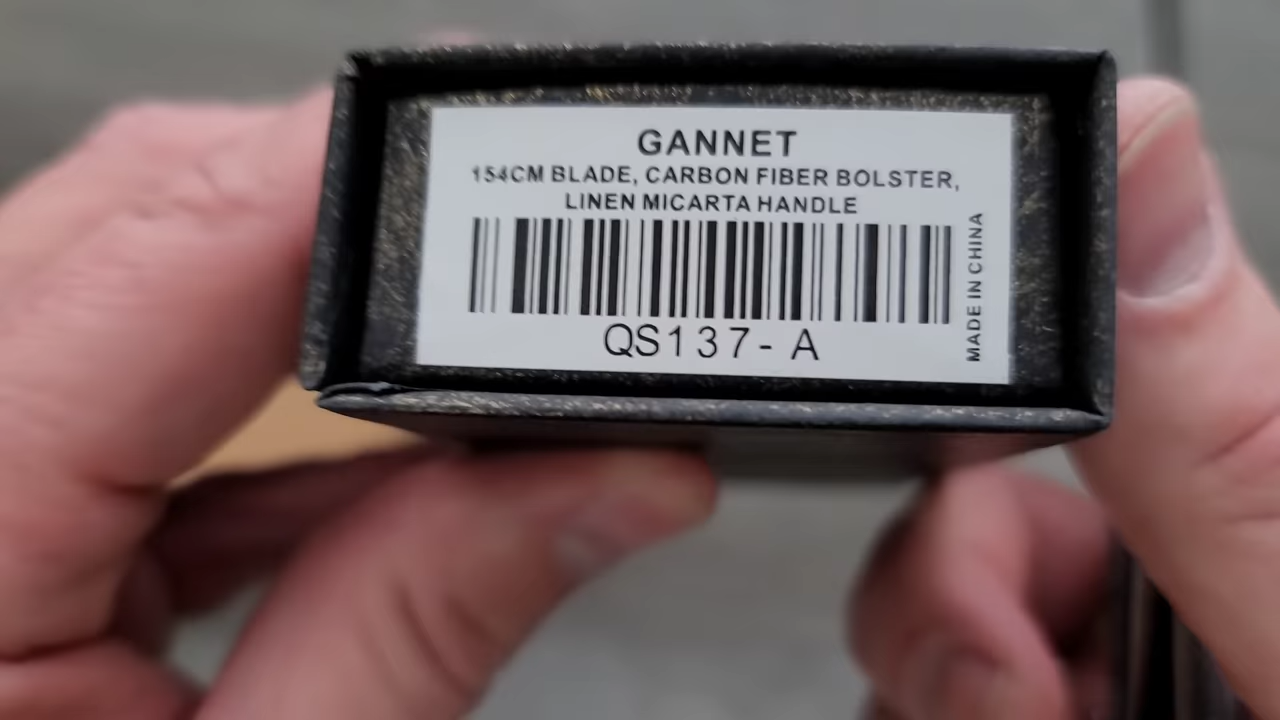 GANNET
154CM BLADE, CARBON FIBER BOLSTER,
LINEN MICARTA HANDLE
QS137- A
MADE IN CHINA